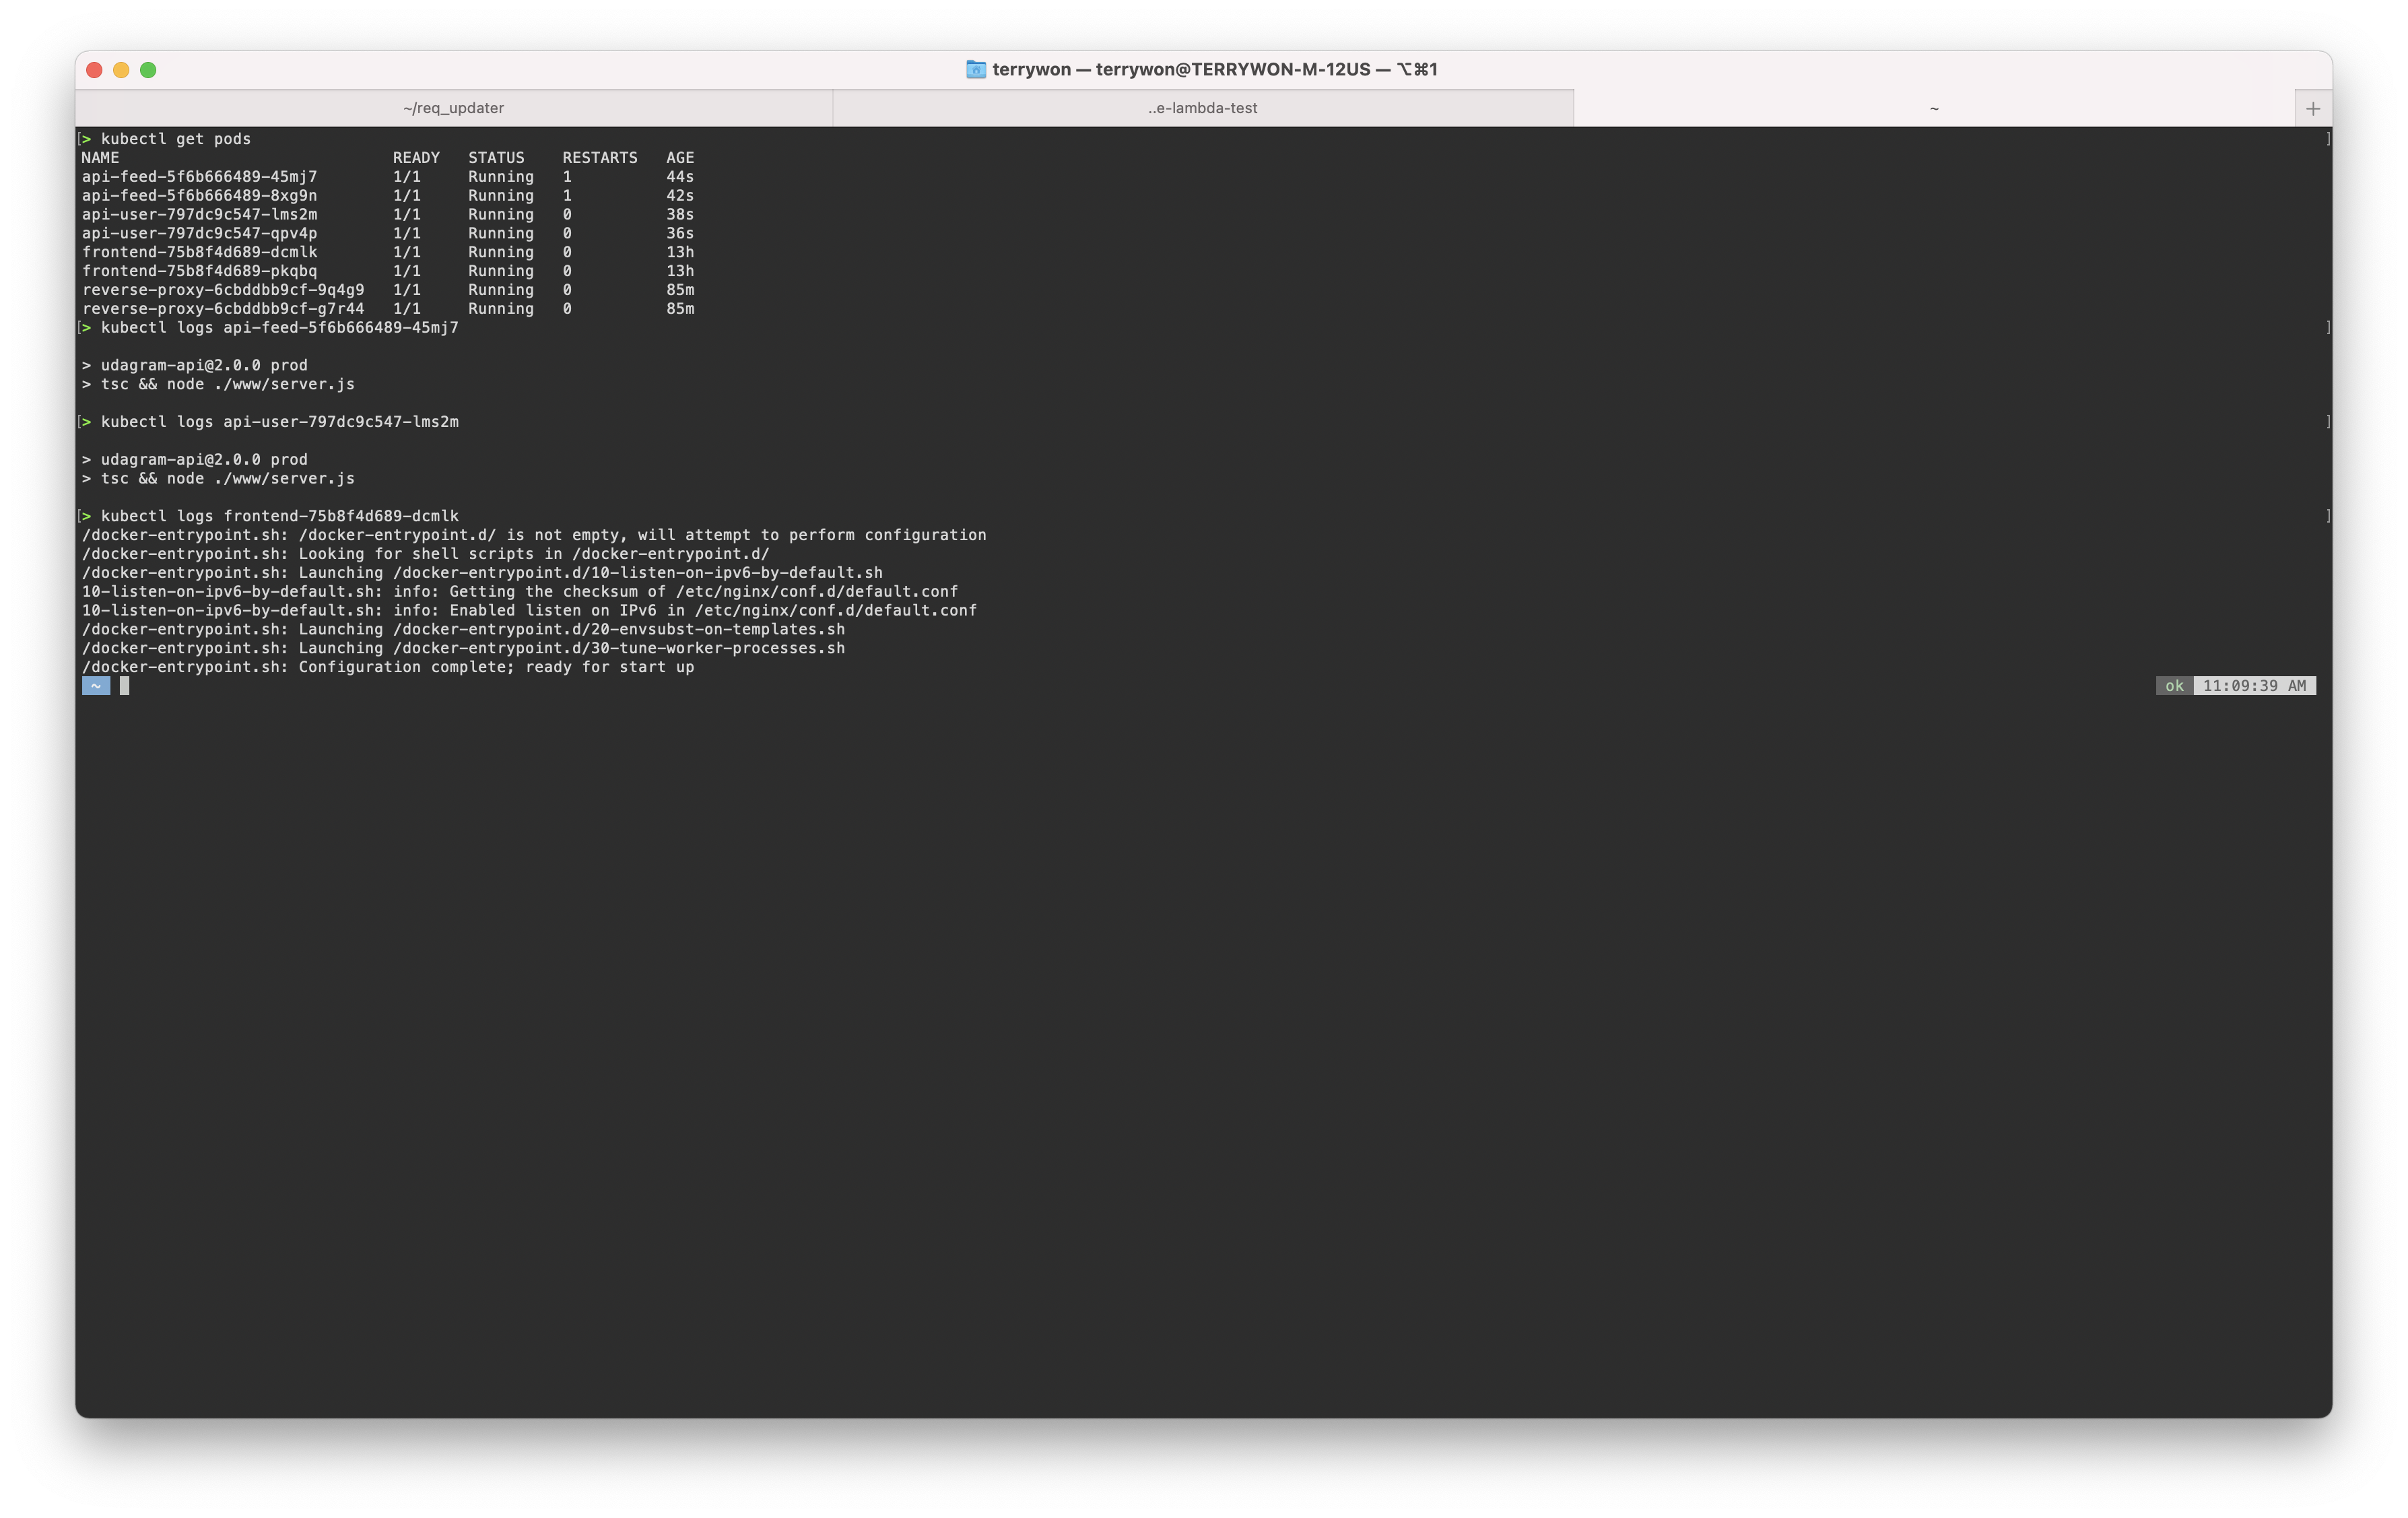 terrywon — terrywon@TERRYWON-M-12US — ⌥⌘1
~/req_updater ..e-lambda-test ~ +
[> kubectl get pods ]
NAME READY STATUS RESTARTS AGE
api-feed-5f6b666489-45mj7 1/1 Running 1 44s
api-feed-5f6b666489-8xg9n 1/1 Running 1 42s
api-user-797dc9c547-lms2m 1/1 Running 0 38s
api-user-797dc9c547-qpv4p 1/1 Running 0 36s
frontend-75b8f4d689-dcmlk 1/1 Running 0 13h
frontend-75b8f4d689-pkqbq 1/1 Running 0 13h
reverse-proxy-6cbddbb9cf-9q4g9 1/1 Running 0 85m
reverse-proxy-6cbddbb9cf-g7r44 1/1 Running 0 85m
[> kubectl logs api-feed-5f6b666489-45mj7 ]
> udagram-api@2.0.0 prod
> tsc && node ./www/server.js
[> kubectl logs api-user-797dc9c547-lms2m ]
> udagram-api@2.0.0 prod
> tsc && node ./www/server.js
[> kubectl logs frontend-75b8f4d689-dcmlk ]
/docker-entrypoint.sh: /docker-entrypoint.d/ is not empty, will attempt to perform configuration
/docker-entrypoint.sh: Looking for shell scripts in /docker-entrypoint.d/
/docker-entrypoint.sh: Launching /docker-entrypoint.d/10-listen-on-ipv6-by-default.sh
10-listen-on-ipv6-by-default.sh: info: Getting the checksum of /etc/nginx/conf.d/default.conf
10-listen-on-ipv6-by-default.sh: info: Enabled listen on IPv6 in /etc/nginx/conf.d/default.conf
/docker-entrypoint.sh: Launching /docker-entrypoint.d/20-envsubst-on-templates.sh
/docker-entrypoint.sh: Launching /docker-entrypoint.d/30-tune-worker-processes.sh
/docker-entrypoint.sh: Configuration complete; ready for start up
~ ok 11:09:39 AM